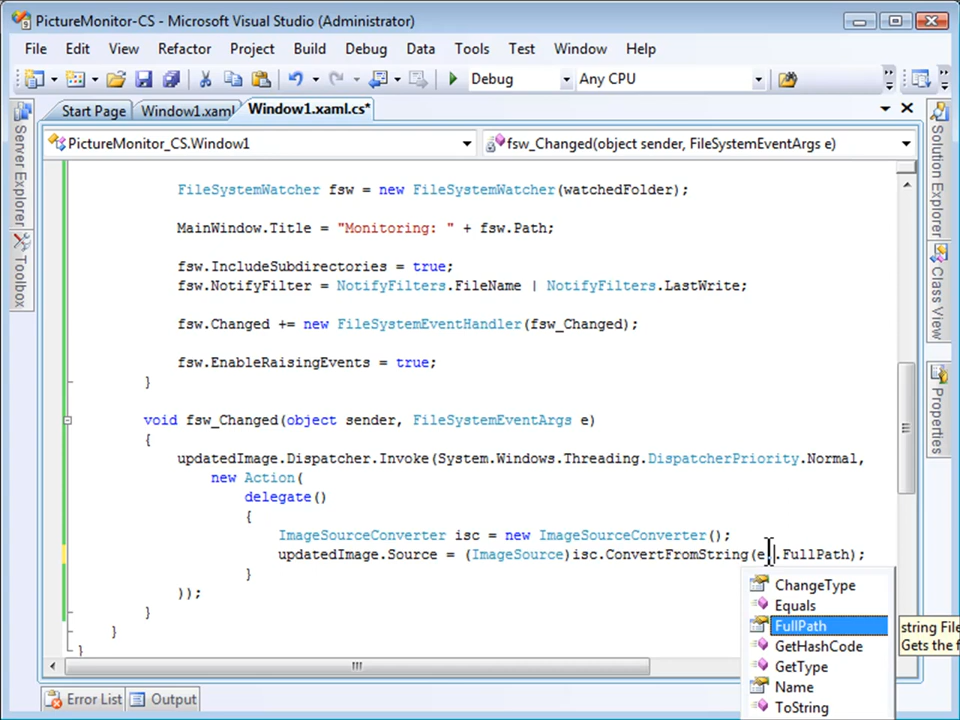 PictureMonitor-CS - Microsoft Visual Studio (Administrator)
File Edit View Refactor Project Build Debug Data Tools Test Window Help
Debug Any CPU
Start Page Window1.xaml Window1.xaml.cs*
PictureMonitor_CS.Window1 fsw_Changed(object sender, FileSystemEventArgs e)
Server Explorer
Toolbox
Solution Explorer
Class View
Properties
FileSystemWatcher fsw = new FileSystemWatcher(watchedFolder);
MainWindow.Title = "Monitoring: " + fsw.Path;
fsw.IncludeSubdirectories = true;
fsw.NotifyFilter = NotifyFilters.FileName | NotifyFilters.LastWrite;
fsw.Changed += new FileSystemEventHandler(fsw_Changed);
fsw.EnableRaisingEvents = true;
}
void fsw_Changed(object sender, FileSystemEventArgs e)
{
updatedImage.Dispatcher.Invoke(System.Windows.Threading.DispatcherPriority.Normal,
new Action(
delegate()
{
ImageSourceConverter isc = new ImageSourceConverter();
updatedImage.Source = (ImageSource)isc.ConvertFromString(e.FullPath);
}
));
}
}
}
ChangeType
Equals
FullPath
GetHashCode
GetType
Name
ToString
string File
Gets the f
Error List Output